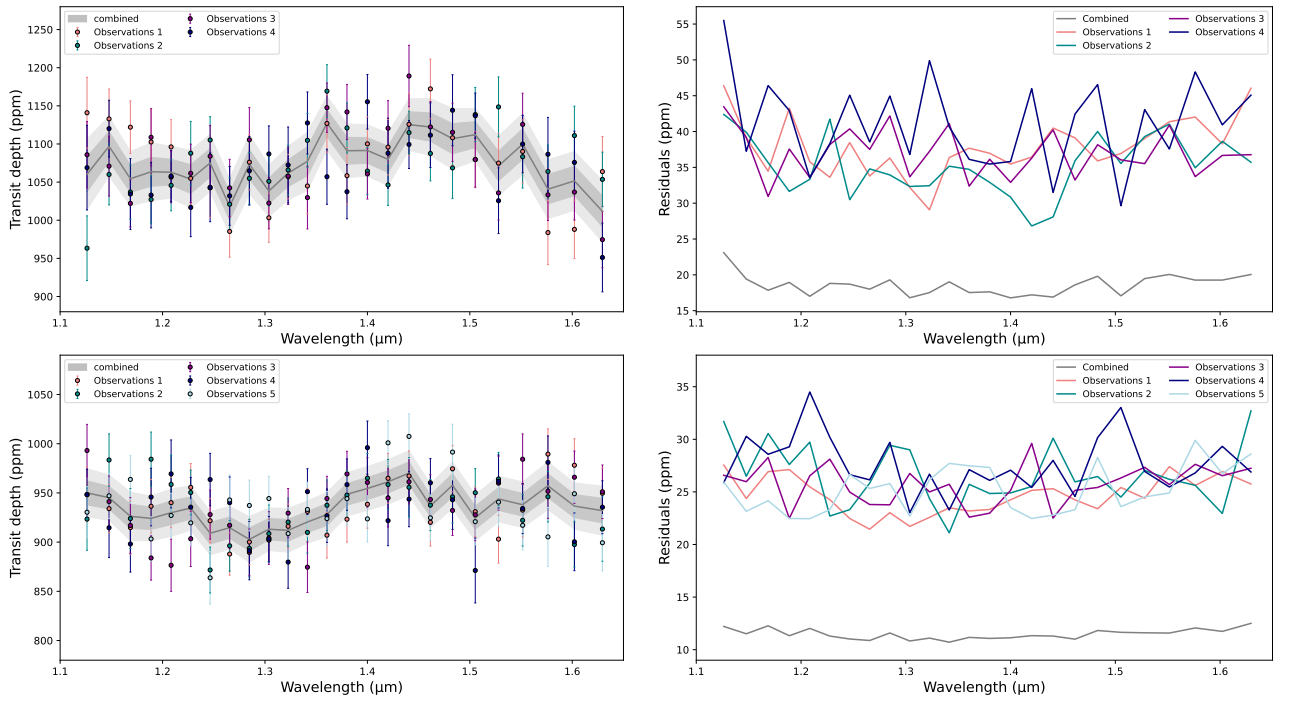 combined
Observations 1
Observations 2
Observations 3
Observations 4
Transit depth (ppm)
1250
1200
1150
1100
1050
1000
950
900
1.1 1.2 1.3 1.4 1.5 1.6
Wavelength (μm)
Combined
Observations 1
Observations 2
Observations 3
Observations 4
Residuals (ppm)
55
50
45
40
35
30
25
20
15
1.1 1.2 1.3 1.4 1.5 1.6
Wavelength (μm)
combined
Observations 1
Observations 2
Observations 3
Observations 4
Observations 5
Transit depth (ppm)
1050
1000
950
900
850
800
1.1 1.2 1.3 1.4 1.5 1.6
Wavelength (μm)
Combined
Observations 1
Observations 2
Observations 3
Observations 4
Observations 5
Residuals (ppm)
35
30
25
20
15
10
1.1 1.2 1.3 1.4 1.5 1.6
Wavelength (μm)